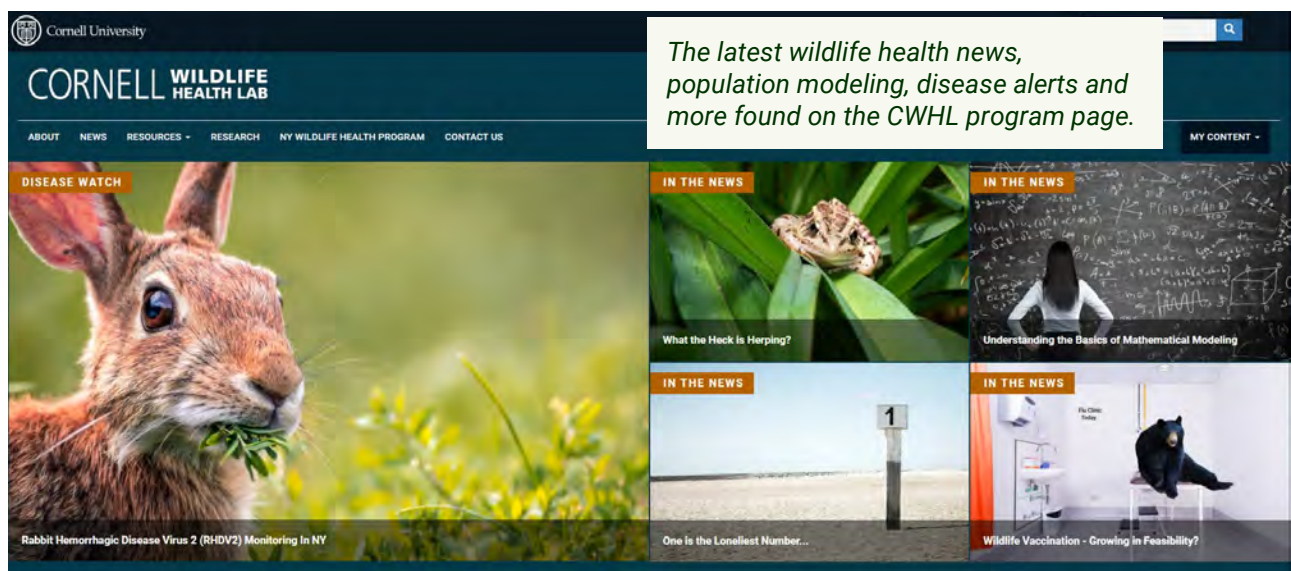 Cornell University
CORNELL WILDLIFE HEALTH LAB
The latest wildlife health news,
population modeling, disease alerts and
more found on the CWHL program page.
ABOUT NEWS RESOURCES RESEARCH NY WILDLIFE HEALTH PROGRAM CONTACT US MY CONTENT
DISEASE WATCH
Rabbit Hemorrhagic Disease Virus 2 (RHDV2) Monitoring In NY
IN THE NEWS
What the Heck is Herping?
IN THE NEWS
Understanding the Basics of Mathematical Modeling
IN THE NEWS
1
One is the Loneliest Number...
IN THE NEWS
Flu Clinic
Today
Wildlife Vaccination - Growing in Feasibility?